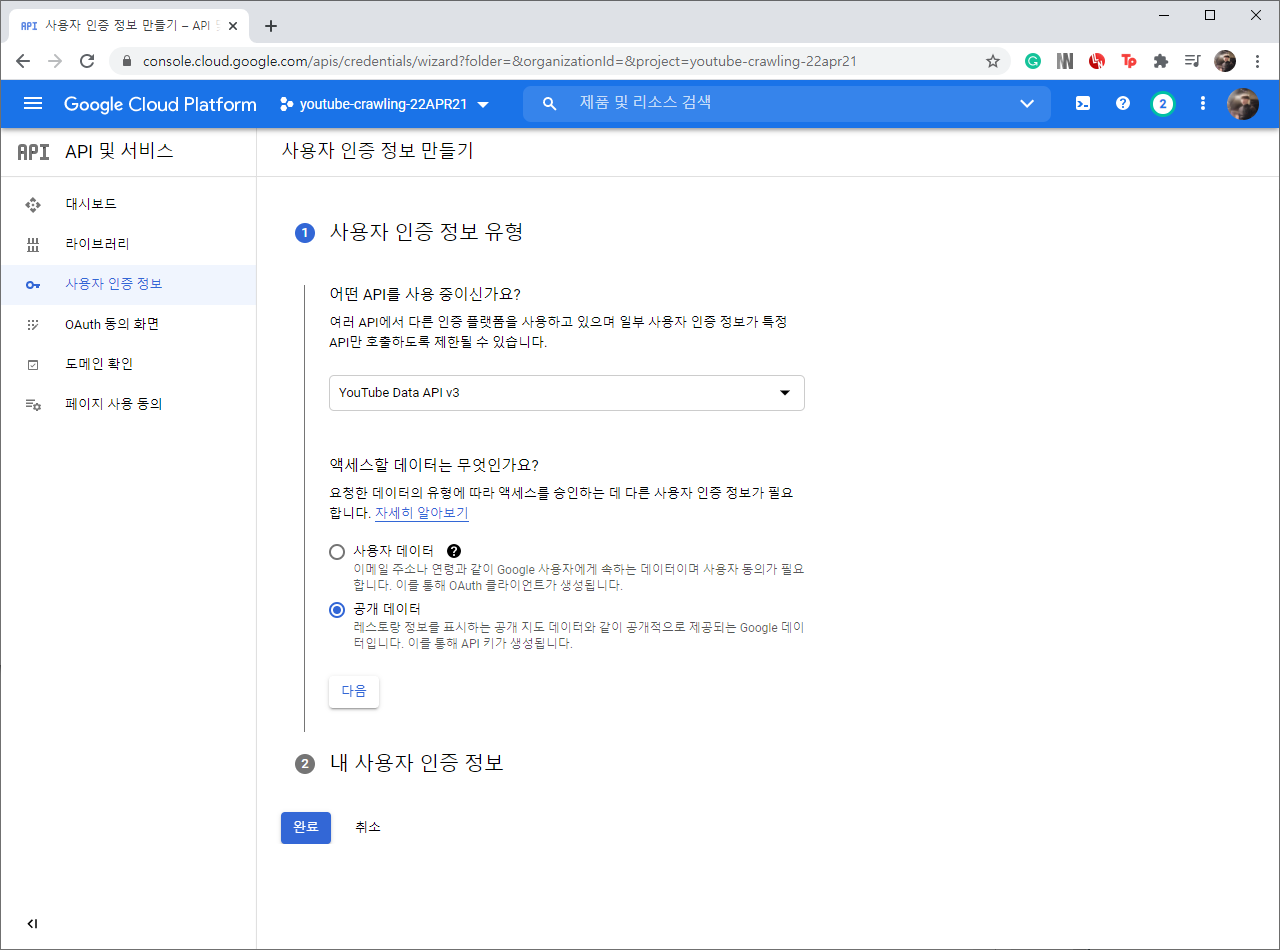 API 사용자 인증 정보 만들기 – API
console.cloud.google.com/apis/credentials/wizard?folder=&organizationId=&project=youtube-crawling-22apr21
Google Cloud Platform youtube-crawling-22APR21 제품 및 리소스 검색 2
API API 및 서비스
사용자 인증 정보 만들기
대시보드
라이브러리
사용자 인증 정보
OAuth 동의 화면
도메인 확인
페이지 사용 동의
1 사용자 인증 정보 유형
어떤 API를 사용 중이신가요?
여러 API에서 다른 인증 플랫폼을 사용하고 있으며 일부 사용자 인증 정보가 특정
API만 호출하도록 제한될 수 있습니다.
YouTube Data API v3
액세스할 데이터는 무엇인가요?
요청한 데이터의 유형에 따라 액세스를 승인하는 데 다른 사용자 인증 정보가 필요
합니다. 자세히 알아보기
사용자 데이터
이메일 주소나 연령과 같이 Google 사용자에게 속하는 데이터이며 사용자 동의가 필요
합니다. 이를 통해 OAuth 클라이언트가 생성됩니다.
공개 데이터
레스토랑 정보를 표시하는 공개 지도 데이터와 같이 공개적으로 제공되는 Google 데이
터입니다. 이를 통해 API 키가 생성됩니다.
다음
2 내 사용자 인증 정보
완료 취소